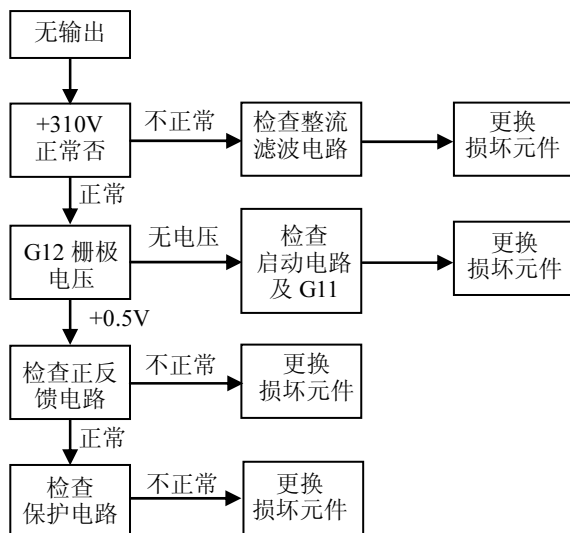 无输出
+310V
正常否
不正常
检查整流
滤波电路
更换
损坏元件
正常
G12 栅极
电压
无电压
检查
启动电路
及 G11
更换
损坏元件
+0.5V
检查正反
馈电路
不正常
更换
损坏元件
正常
检查
保护电路
不正常
更换
损坏元件